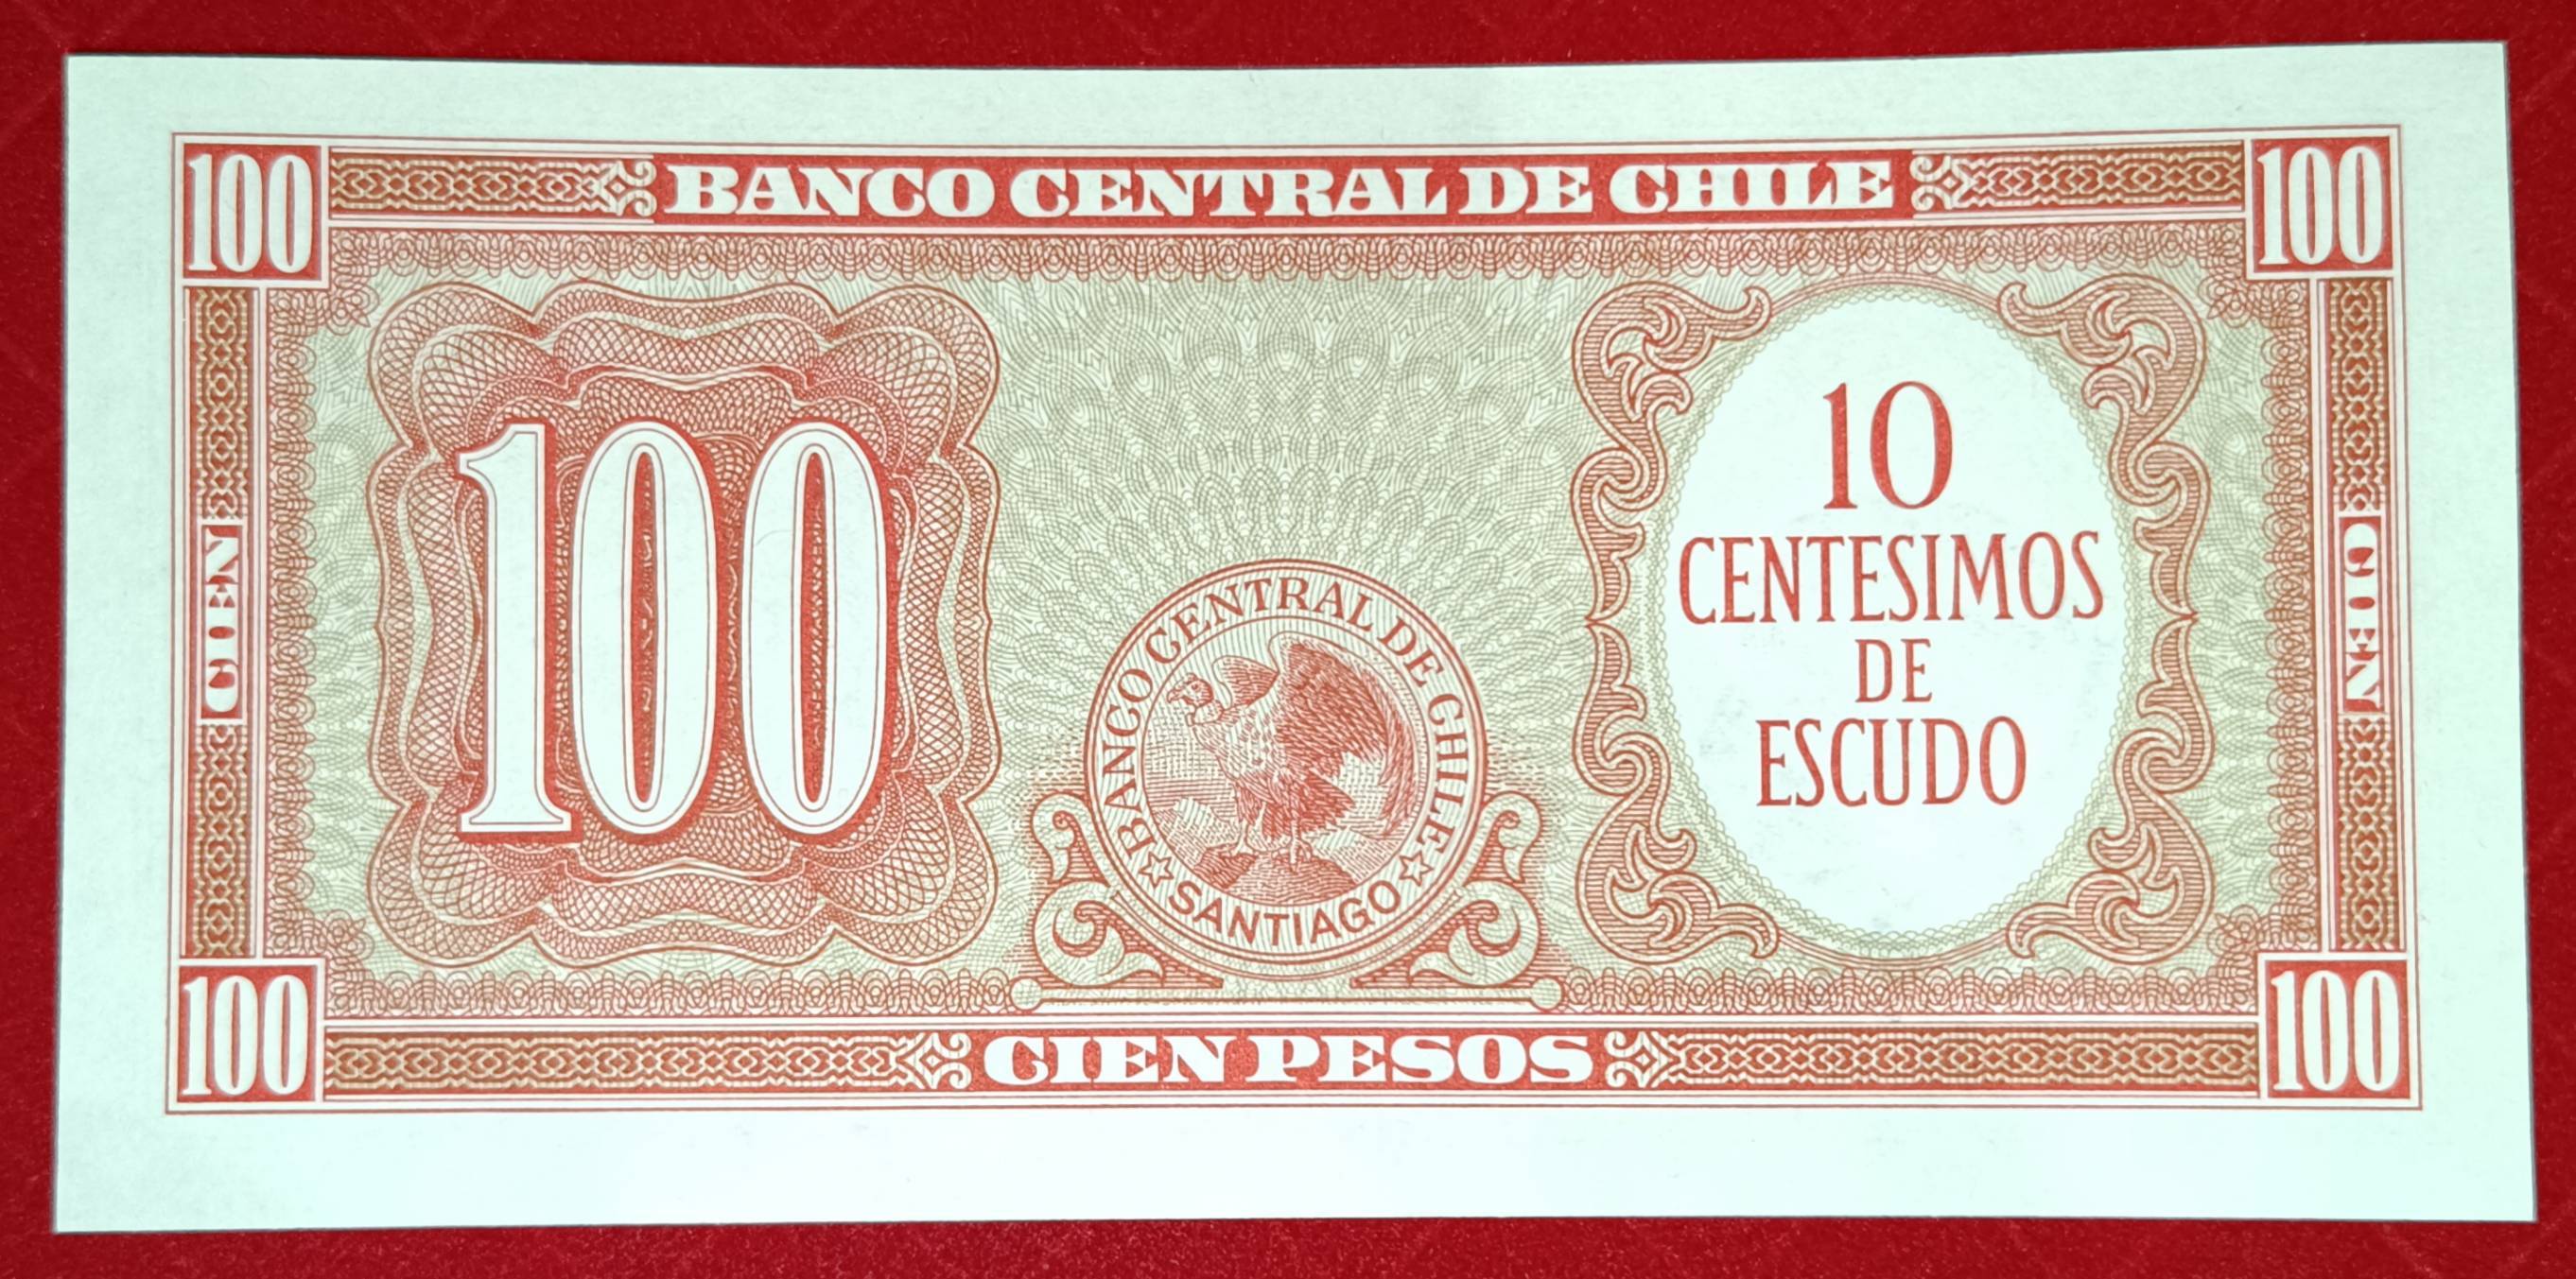 100 BANCO CENTRAL DE CHILE 100
100
10
CENTESIMOS
DE
ESCUDO
CIEN
CIEN
BANCO CENTRAL DE CHILE
SANTIAGO
100 CIEN PESOS 100